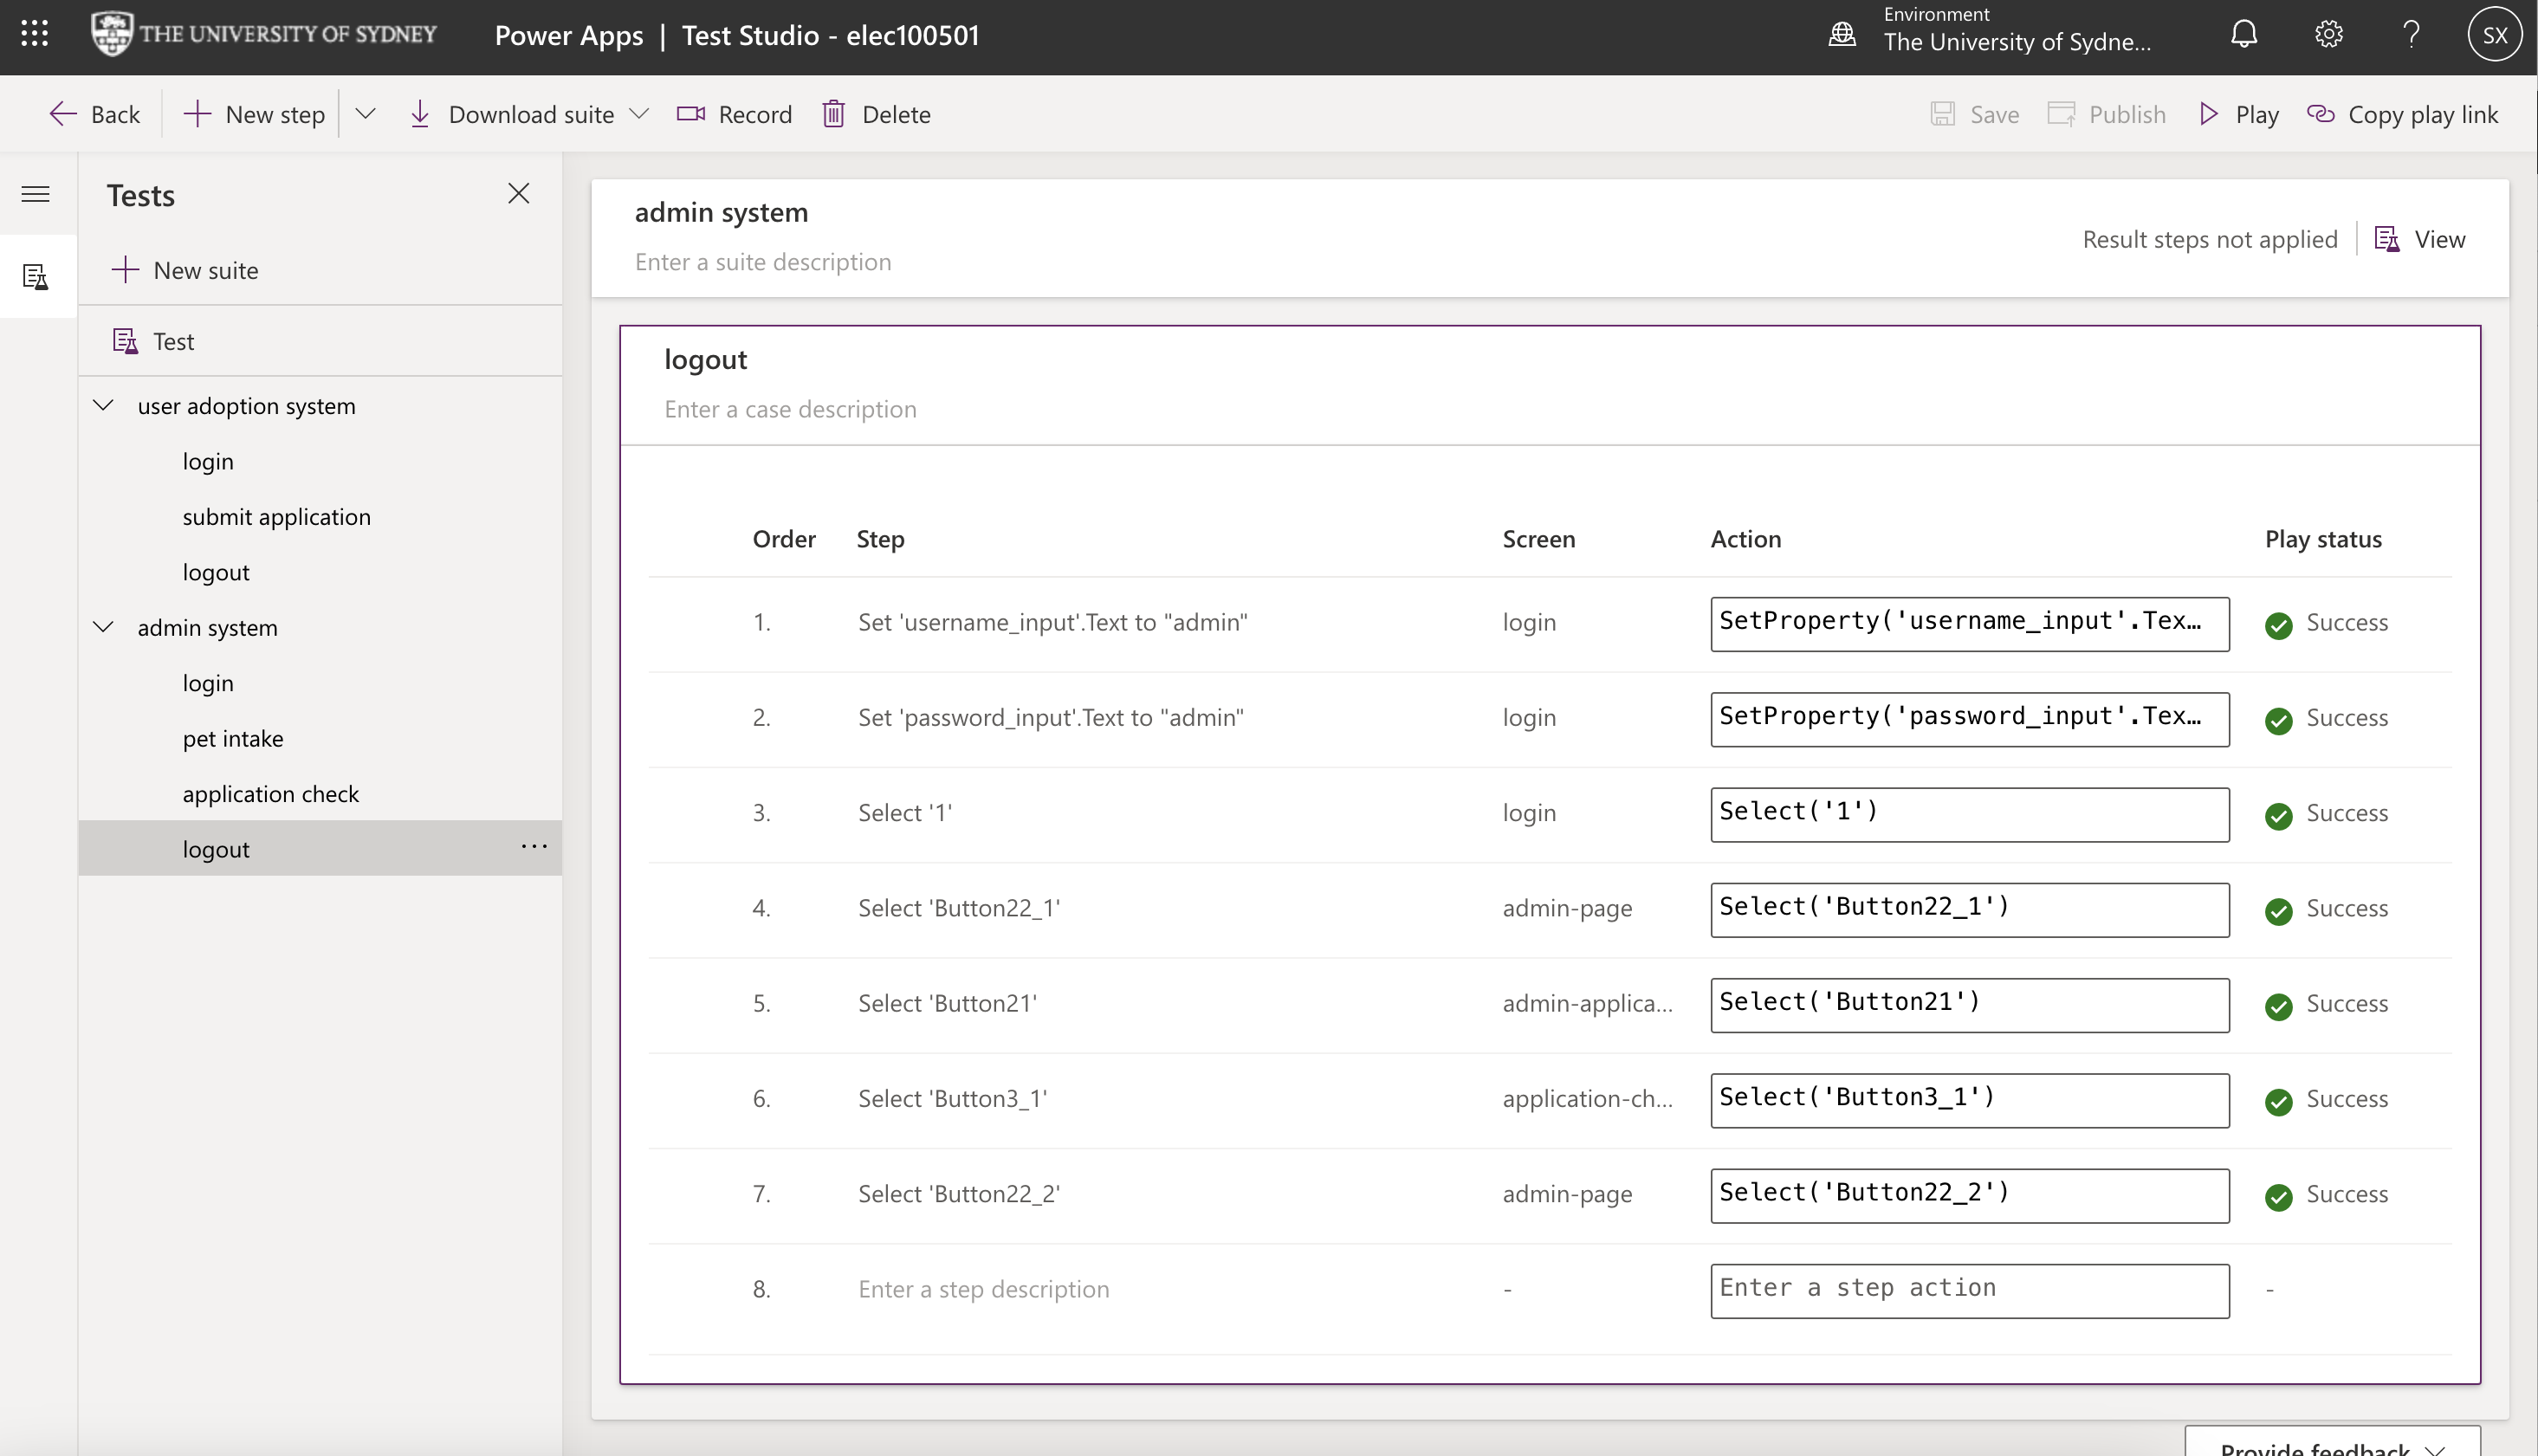 THE UNIVERSITY OF SYDNEY
Power Apps | Test Studio - elec100501
Environment
The University of Sydne...
?
SX
Back
New step
Download suite
Record
Delete
Save
Publish
Play
Copy play link
Tests
New suite
Test
user adoption system
login
submit application
logout
admin system
login
pet intake
application check
logout
...
admin system
Enter a suite description
Result steps not applied
View
logout
Enter a case description
Order Step Screen Action Play status
1. Set 'username_input'.Text to "admin" login SetProperty('username_input'.Tex... Success
2. Set 'password_input'.Text to "admin" login SetProperty('password_input'.Tex... Success
3. Select '1' login Select('1') Success
4. Select 'Button22_1' admin-page Select('Button22_1') Success
5. Select 'Button21' admin-applica... Select('Button21') Success
6. Select 'Button3_1' application-ch... Select('Button3_1') Success
7. Select 'Button22_2' admin-page Select('Button22_2') Success
8. Enter a step description - Enter a step action -
Provide feedback